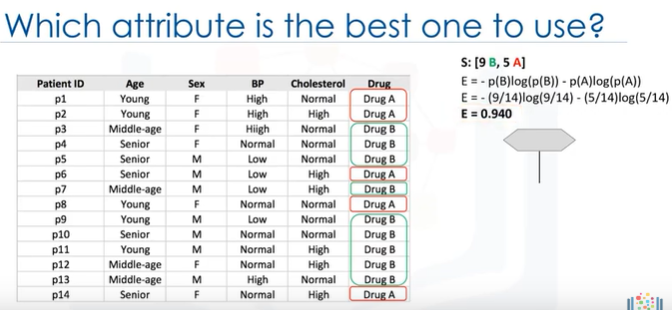 Which attribute is the best one to use?
S: [9 B, 5 A]
E = - p(B)log(p(B)) - p(A)log(p(A))
E = - (9/14)log(9/14) - (5/14)log(5/14)
E = 0.940
Patient ID Age Sex BP Cholesterol Drug
p1 Young F High Normal Drug A
p2 Young F High High Drug A
p3 Middle-age F Hiigh Normal Drug B
p4 Senior F Normal Normal Drug B
p5 Senior M Low Normal Drug B
p6 Senior M Low High Drug A
p7 Middle-age M Low High Drug B
p8 Young F Normal Normal Drug A
p9 Young M Low Normal Drug B
p10 Senior M Normal Normal Drug B
p11 Young M Normal High Drug B
p12 Middle-age F Normal High Drug B
p13 Middle-age M High Normal Drug B
p14 Senior F Normal High Drug A